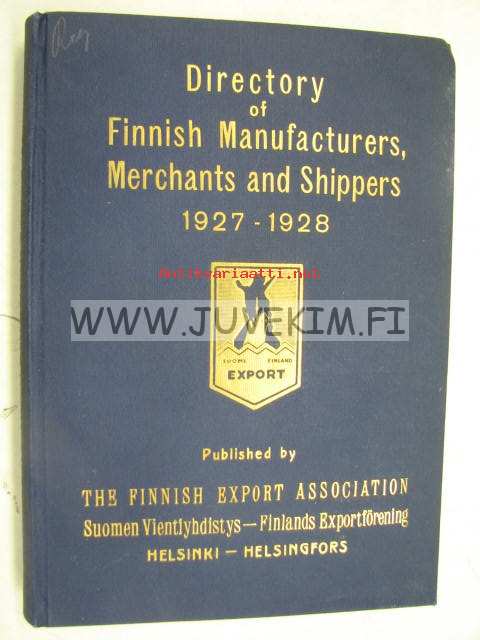 Directory
of
Finnish Manufacturers,
Merchants and Shippers
1927 - 1928
antikvariaatti.net
WWW.JUVEKIM.FI
SUOMI FINLAND
EXPORT
Published by
THE FINNISH EXPORT ASSOCIATION
Suomen Vientiyhdistys — Finlands Exportförening
HELSINKI — HELSINGFORS